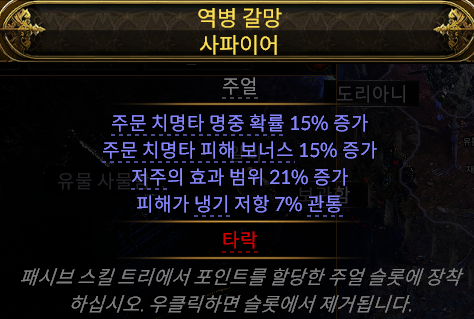 역병 갈망
사파이어
주얼
도리아니
주문 치명타 명중 확률 15% 증가
주문 치명타 피해 보너스 15% 증가
유물 사물
저주의 효과 범위 21% 증가
피해가 냉기 저항 7% 관통
타락
패시브 스킬 트리에서 포인트를 할당한 주얼 슬롯에 장착
하십시오. 우클릭하면 슬롯에서 제거됩니다.